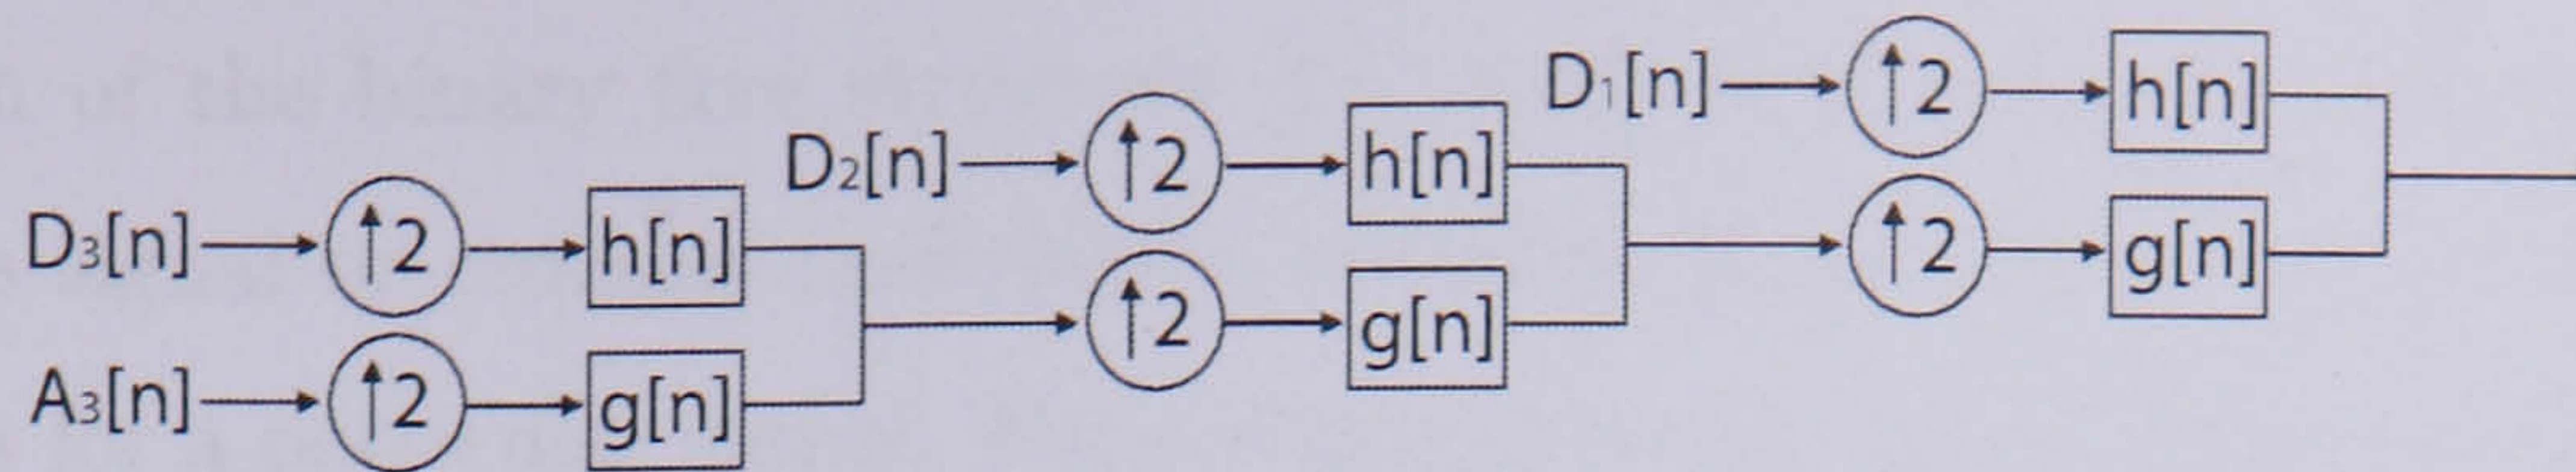 D1[n] ↑2 h[n]
D2[n] ↑2 h[n]
D3[n] ↑2 h[n] ↑2 g[n] ↑2 g[n]
A3[n] ↑2 g[n]